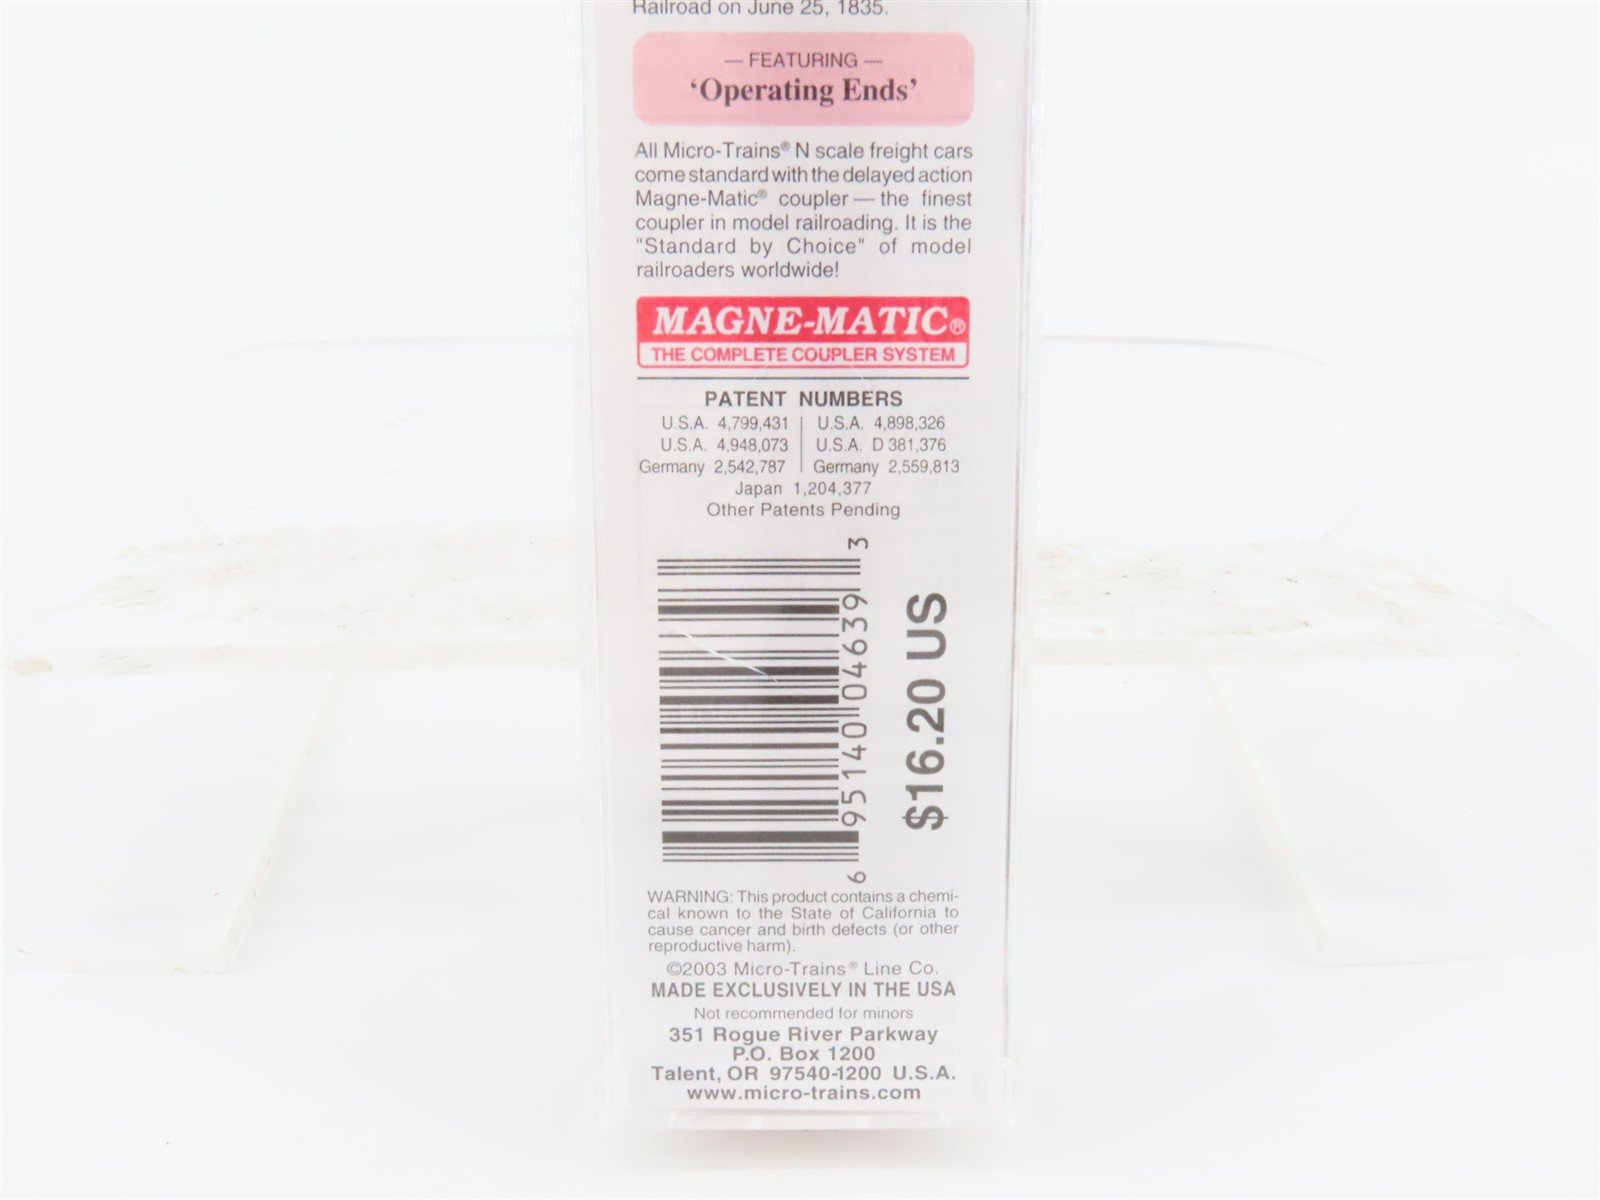 Railroad on June 25, 1835.
— FEATURING —
‘Operating Ends’
All Micro-Trains® N scale freight cars
come standard with the delayed action
Magne-Matic® coupler — the finest
coupler in model railroading. It is the
"Standard by Choice" of model
railroaders worldwide!
MAGNE-MATIC®
THE COMPLETE COUPLER SYSTEM
PATENT NUMBERS
U.S.A. 4,799,431 | U.S.A. 4,898,326
U.S.A. 4,948,073 | U.S.A. D 381,376
Germany 2,542,787 | Germany 2,559,813
Japan 1,204,377
Other Patents Pending
6 95140 04639 3
$16.20 US
WARNING: This product contains a chemi-
cal known to the State of California to
cause cancer and birth defects (or other
reproductive harm).
©2003 Micro-Trains® Line Co.
MADE EXCLUSIVELY IN THE USA
Not recommended for minors
351 Rogue River Parkway
P.O. Box 1200
Talent, OR 97540-1200 U.S.A.
www.micro-trains.com